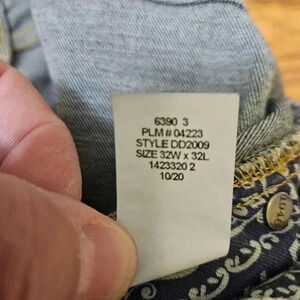 6390 3
PLM # 04223
STYLE DD2009
SIZE 32W x 32L
1423320 2
10/20